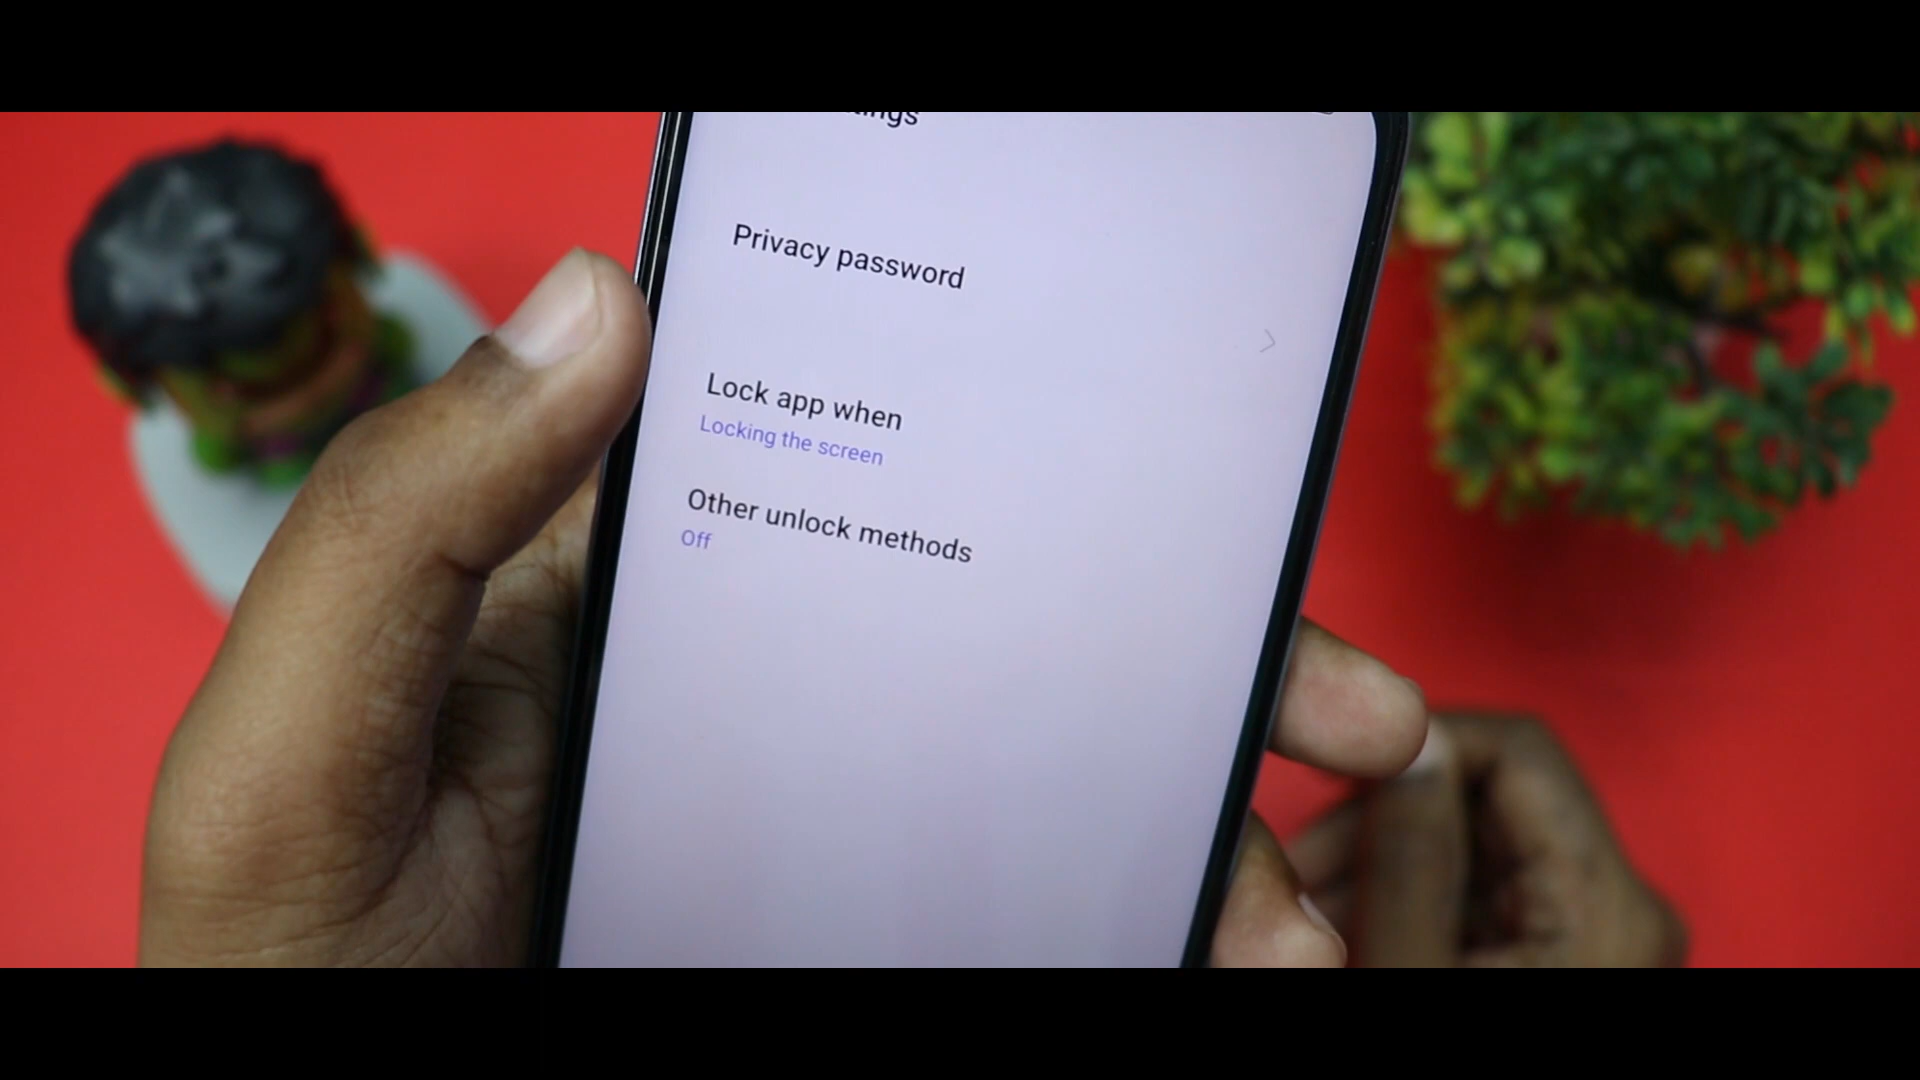 Privacy password
Lock app when
Locking the screen
Other unlock methods
Off